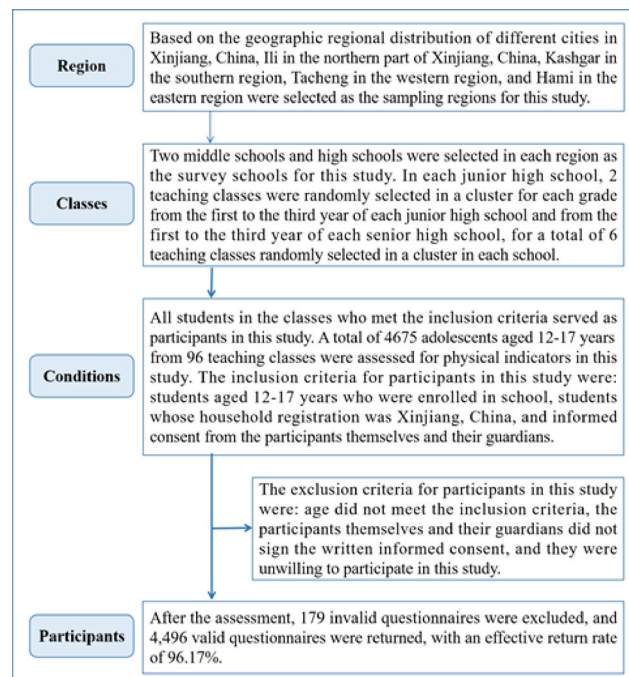 Region
Based on the geographic regional distribution of different cities in
Xinjiang, China, Ili in the northern part of Xinjiang, China, Kashgar in
the southern region, Tacheng in the western region, and Hami in the
eastern region were selected as the sampling regions for this study.
Classes
Two middle schools and high schools were selected in each region as
the survey schools for this study. In each junior high school, 2
teaching classes were randomly selected in a cluster for each grade
from the first to the third year of each junior high school and from the
first to the third year of each senior high school, for a total of 6
teaching classes randomly selected in a cluster in each school.
Conditions
All students in the classes who met the inclusion criteria served as
participants in this study. A total of 4675 adolescents aged 12-17 years
from 96 teaching classes were assessed for physical indicators in this
study. The inclusion criteria for participants in this study were:
students aged 12-17 years who were enrolled in school, students
whose household registration was Xinjiang, China, and informed
consent from the participants themselves and their guardians.
The exclusion criteria for participants in this study
were: age did not meet the inclusion criteria, the
participants themselves and their guardians did not
sign the written informed consent, and they were
unwilling to participate in this study.
Participants
After the assessment, 179 invalid questionnaires were excluded, and
4,496 valid questionnaires were returned, with an effective return rate
of 96.17%.